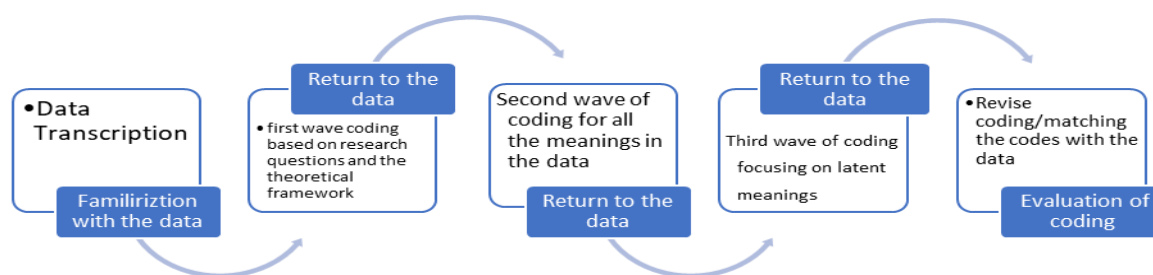 •Data
Transcription
Familiriztion
with the data
Return to the
data
•first wave coding
based on research
questions and the
theoretical
framework
Second wave of
coding for all
the meanings in
the data
Return to the
data
Return to the
data
Third wave of coding
focusing on latent
meanings
•Revise
coding/matching
the codes with the
data
Evaluation of
coding